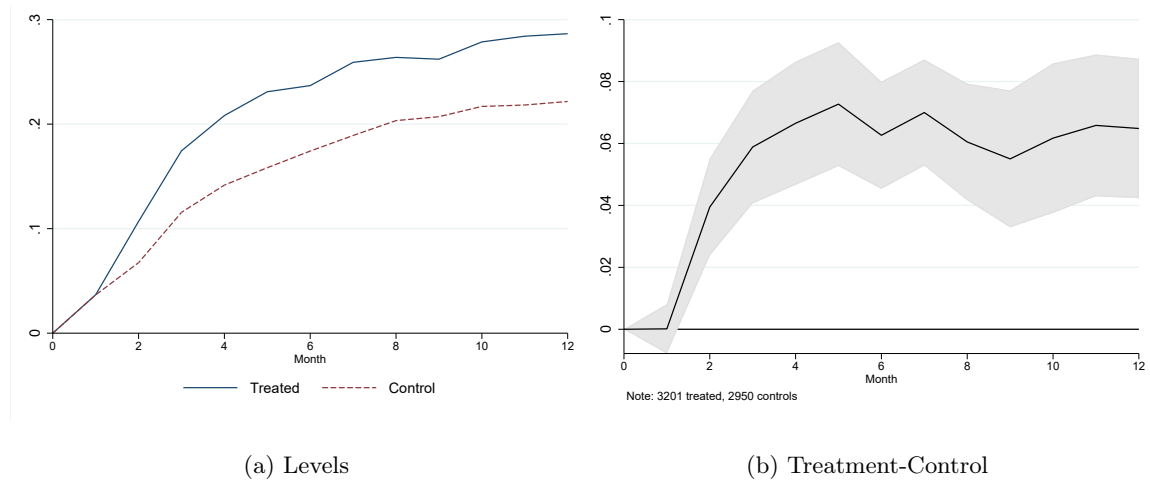 .3
.2
.1
0
0 2 4 6 8 10 12
Month
Treated Control
(a) Levels
.1
.08
.06
.04
.02
0
0 2 4 6 8 10 12
Month
Note: 3201 treated, 2950 controls
(b) Treatment-Control